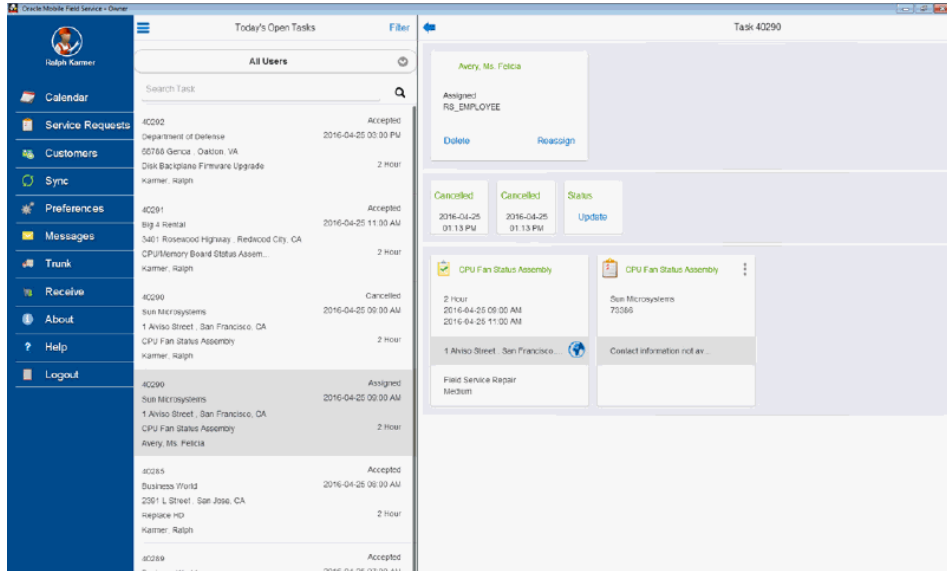 Oracle Mobile Field Service - Owner
Ralph Karmer
Calendar
Service Requests
Customers
Sync
Preferences
Messages
Trunk
Receive
About
Help
Logout
Today's Open Tasks
Filter
All Users
Search Task
40292
Accepted
Department of Defense
2016-04-25 03:00 PM
Disk Backplane Firmware Upgrade
2 Hour
Karmer, Ralph
40291
Accepted
Big 4 Rental
2016-04-25 11:00 AM
3401 Rosewood Highway , Redwood City, CA
CPU/Memory Board Status Assem...
2 Hour
Karmer, Ralph
40290
Cancelled
Sun Microsystems
2016-04-25 09:00 AM
1 Alviso Street , San Francisco, CA
CPU Fan Status Assembly
2 Hour
Karmer, Ralph
40290
Assigned
Sun Microsystems
2016-04-25 09:00 AM
1 Alviso Street , San Francisco, CA
CPU Fan Status Assembly
2 Hour
Avery, Ms. Felicia
40285
Accepted
Business World
2016-04-25 08:00 AM
2391 L Street , San Jose, CA
Replace HD
2 Hour
Karmer, Ralph
40289
Accepted
Task 40290
Avery, Ms. Felicia
Assigned
RS_EMPLOYEE
Delete
Reassign
Cancelled
2016-04-25
01:13 PM
Cancelled
2016-04-25
01:13 PM
Status
Update
CPU Fan Status Assembly
2 Hour
2016-04-25 09:00 AM
2016-04-25 11:00 AM
1 Alviso Street , San Francisco...
Field Service Repair
Medium
CPU Fan Status Assembly
Sun Microsystems
73386
Contact information not av...